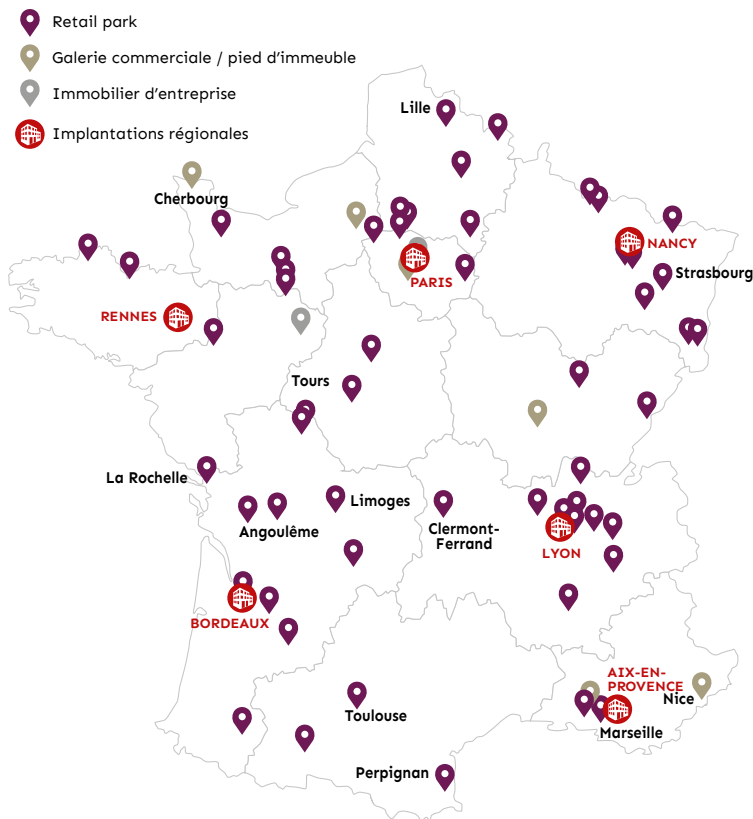 Retail park
Galerie commerciale / pied d’immeuble
Immobilier d’entreprise
Implantations régionales
Lille
Cherbourg
NANCY
Strasbourg
PARIS
RENNES
Tours
La Rochelle
Limoges
Angoulême
Clermont-
Ferrand
LYON
BORDEAUX
AIX-EN-
PROVENCE
Nice
Toulouse
Marseille
Perpignan